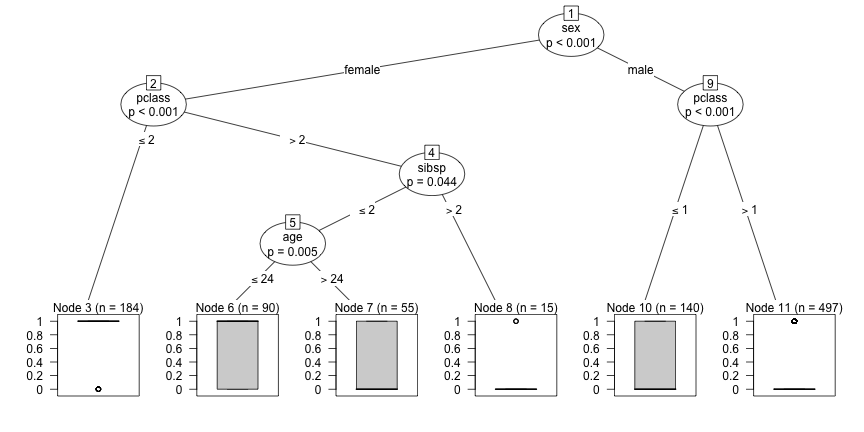 1
sex
p < 0.001
female
male
2
pclass
p < 0.001
9
pclass
p < 0.001
≤ 2
> 2
4
sibsp
p = 0.044
≤ 2
> 2
≤ 1
> 1
5
age
p = 0.005
≤ 24
> 24
Node 3 (n = 184)
1
0.8
0.6
0.4
0.2
0
Node 6 (n = 90)
1
0.8
0.6
0.4
0.2
0
Node 7 (n = 55)
1
0.8
0.6
0.4
0.2
0
Node 8 (n = 15)
1
0.8
0.6
0.4
0.2
0
Node 10 (n = 140)
1
0.8
0.6
0.4
0.2
0
Node 11 (n = 497)
1
0.8
0.6
0.4
0.2
0